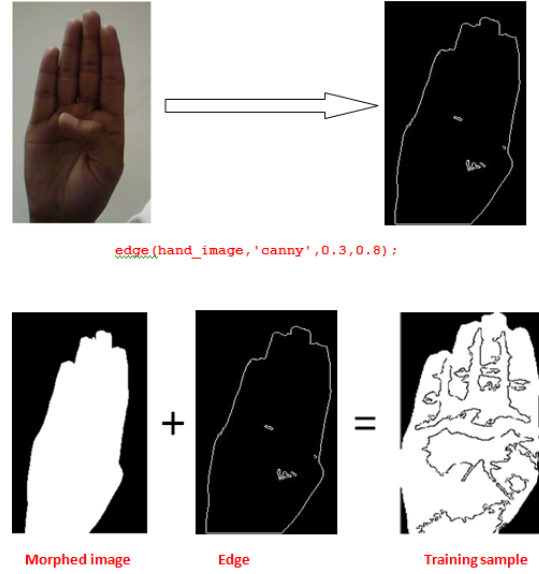 edge(hand_image,'canny',0.3,0.8);
+ =
Morphed image Edge Training sample